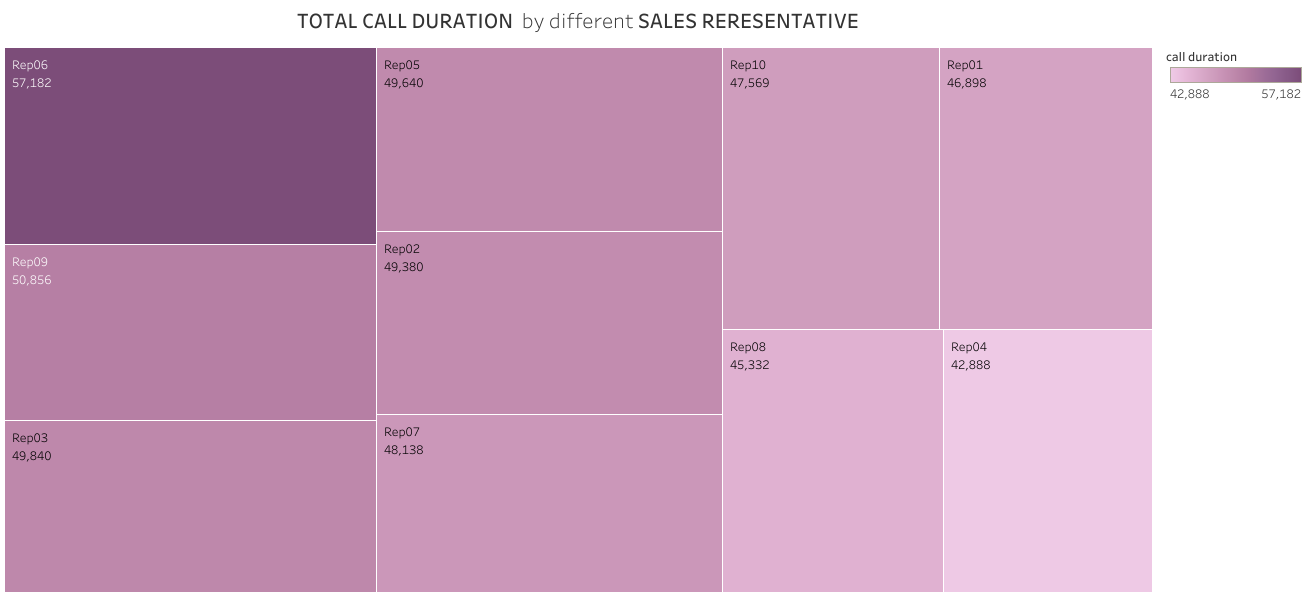 TOTAL CALL DURATION by different SALES RERESENTATIVE
Rep06
57,182
Rep09
50,856
Rep03
49,840
Rep05
49,640
Rep02
49,380
Rep07
48,138
Rep10
47,569
Rep01
46,898
Rep08
45,332
Rep04
42,888
call duration
42,888 57,182